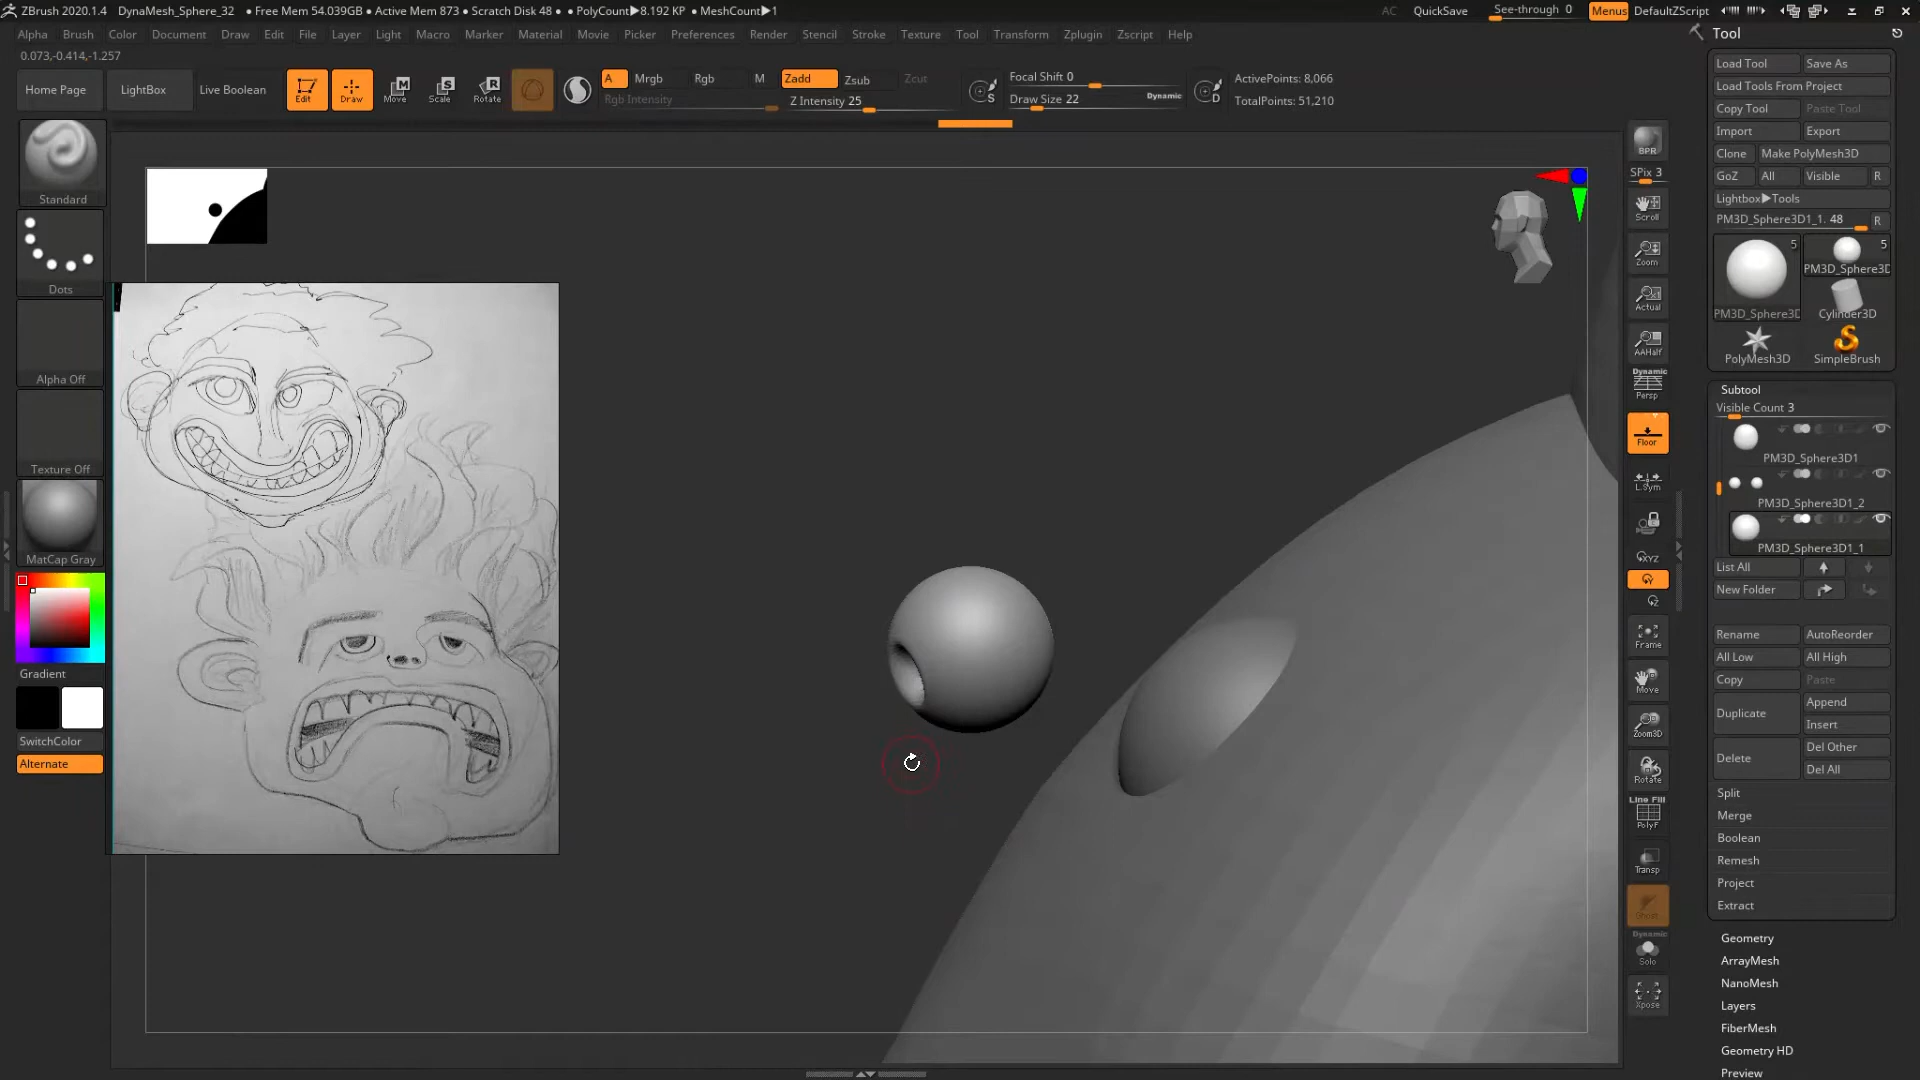 ZBrush 2020.1.4 DynaMesh_Sphere_32 • Free Mem 54.039GB • Active Mem 873 • Scratch Disk 48 • PolyCount▶8.192 KP • MeshCount▶1 AC QuickSave See-through 0 Menus DefaultZScript
Alpha Brush Color Document Draw Edit File Layer Light Macro Marker Material Movie Picker Preferences Render Stencil Stroke Texture Tool Transform Zplugin Zscript Help
0.073,-0.414,-1.257
Home Page LightBox Live Boolean Edit Draw Move Scale Rotate
A Mrgb Rgb M Zadd Zsub Zcut
Rgb Intensity Z Intensity 25
S Focal Shift 0
Draw Size 22 Dynamic D
ActivePoints: 8,066
TotalPoints: 51,210
Standard
Dots
Alpha Off
Texture Off
MatCap Gray
Gradient
SwitchColor
Alternate
BPR
SPix 3
Scroll
Zoom
Actual
AAHalf
Dynamic
Persp
Floor
L.Sym
XYZ
Y
Z
Frame
Move
Zoom3D
Rotate
Line Fill
PolyF
Transp
Ghost
Dynamic
Solo
Xpose
Tool
Load Tool Save As
Load Tools From Project
Copy Tool Paste Tool
Import Export
Clone Make PolyMesh3D
GoZ All Visible R
Lightbox▶Tools
PM3D_Sphere3D1_1. 48 R
5 5
PM3D_Sphere3D
PM3D_Sphere3D Cylinder3D
PolyMesh3D SimpleBrush
Subtool
Visible Count 3
PM3D_Sphere3D1
PM3D_Sphere3D1_2
PM3D_Sphere3D1_1
List All
New Folder
Rename AutoReorder
All Low All High
Copy Paste
Duplicate Append
Insert
Delete Del Other
Del All
Split
Merge
Boolean
Remesh
Project
Extract
Geometry
ArrayMesh
NanoMesh
Layers
FiberMesh
Geometry HD
Preview